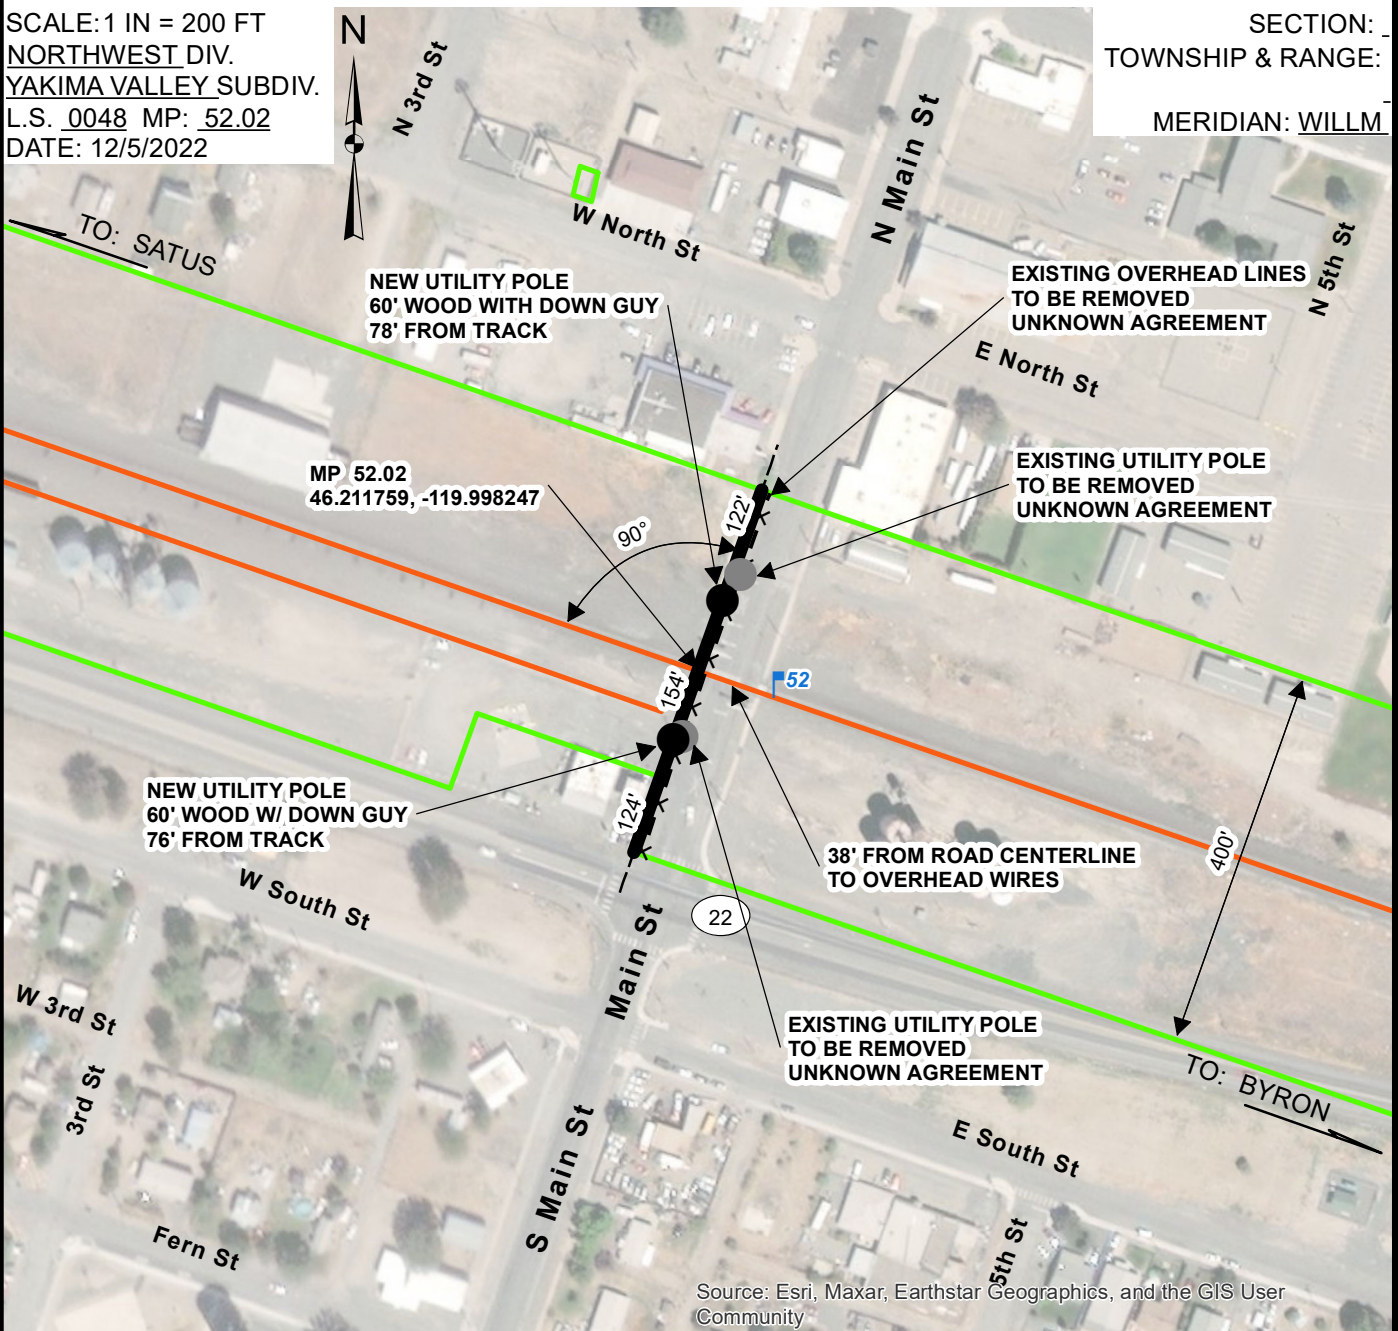 SCALE:1 IN = 200 FT
NORTHWEST DIV.
YAKIMA VALLEY SUBDIV.
L.S. 0048 MP: 52.02
DATE: 12/5/2022
N
SECTION: _
TOWNSHIP & RANGE:
_
MERIDIAN: WILLM
N 3rd St
N Main St
W North St
N 5th St
TO: SATUS
NEW UTILITY POLE
60' WOOD WITH DOWN GUY
78' FROM TRACK
EXISTING OVERHEAD LINES
TO BE REMOVED
UNKNOWN AGREEMENT
E North St
MP 52.02
46.211759, -119.998247
EXISTING UTILITY POLE
TO BE REMOVED
UNKNOWN AGREEMENT
122'
90°
154'
52
124'
NEW UTILITY POLE
60' WOOD W/ DOWN GUY
76' FROM TRACK
38' FROM ROAD CENTERLINE
TO OVERHEAD WIRES
400'
W South St
22
Main St
W 3rd St
3rd St
EXISTING UTILITY POLE
TO BE REMOVED
UNKNOWN AGREEMENT
TO: BYRON
E South St
S Main St
Fern St
5th St
Source: Esri, Maxar, Earthstar Geographics, and the GIS User
Community